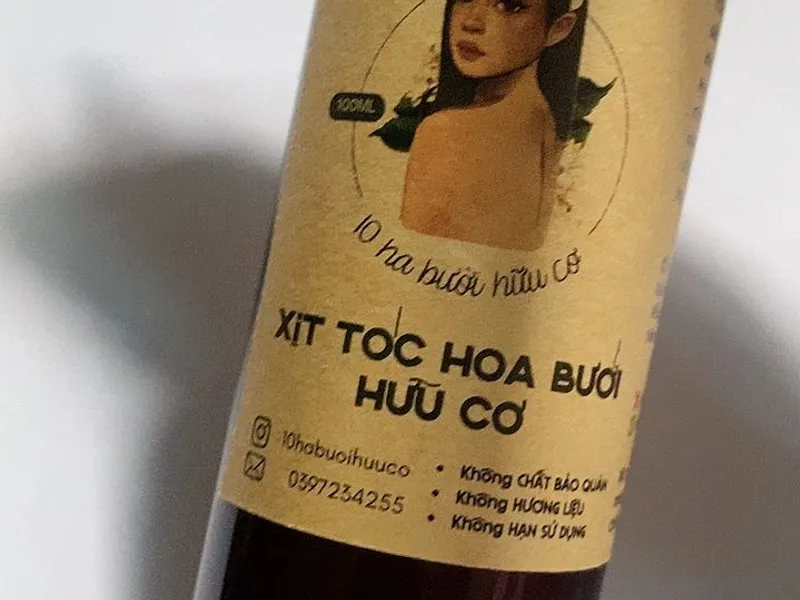 100ML
10 ha bưởi hữu cơ
XỊT TÓC HOA BƯỞI
HỮU CƠ
10habuoihuuco
0397234255
• Không CHẤT BẢO QUẢN
• Không HƯƠNG LIỆU
• Không HẠN SỬ DỤNG